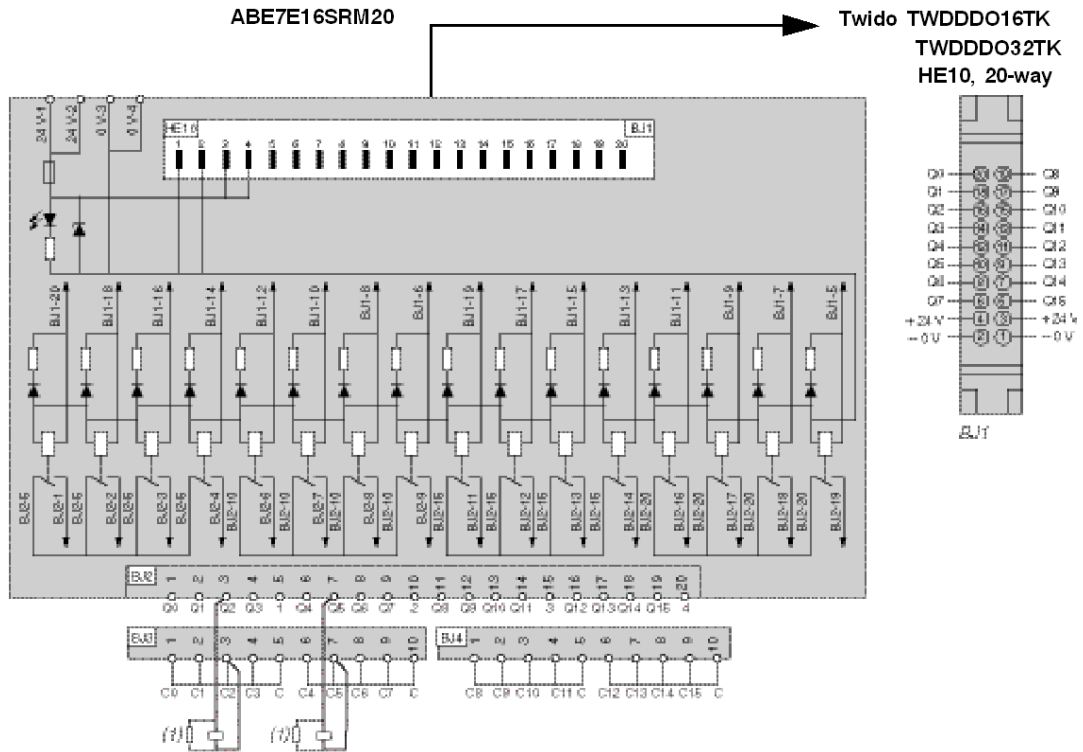 ABE7E16SRM20
Twido TWDDDO16TK
TWDDDO32TK
HE10, 20-way
24 V-1
24 V-2
0 V-3
0 V-4
HE10
BJ1
1 2 3 4 5 6 7 8 9 10 11 12 13 14 15 16 17 18 19 20
BJ1-20
BJ1-18
BJ1-16
BJ1-14
BJ1-12
BJ1-10
BJ1-8
BJ1-6
BJ1-19
BJ1-17
BJ1-15
BJ1-13
BJ1-11
BJ1-9
BJ1-7
BJ1-5
Q0 Q8
Q1 Q9
Q2 Q10
Q3 Q11
Q4 Q12
Q5 Q13
Q6 Q14
Q7 Q15
+24 V 4 3 +24 V
-0 V 2 1 -0 V
BJ1
BJ2-5
BJ2-1
BJ2-5
BJ2-2
BJ2-5
BJ2-3
BJ2-5
BJ2-4
BJ2-10
BJ2-6
BJ2-10
BJ2-7
BJ2-10
BJ2-8
BJ2-10
BJ2-9
BJ2-15
BJ2-11
BJ2-15
BJ2-12
BJ2-15
BJ2-13
BJ2-15
BJ2-14
BJ2-20
BJ2-16
BJ2-20
BJ2-17
BJ2-20
BJ2-18
BJ2-20
BJ2-19
BJ2 1 2 3 4 5 6 7 8 9 10 11 12 13 14 15 16 17 18 19 20
Q0 Q1 Q2 Q3 1 Q4 Q5 Q6 Q7 2 Q8 Q9 Q10 Q11 3 Q12 Q13 Q14 Q15 4
BJ3 1 2 3 4 5 6 7 8 9 10
BJ4 1 2 3 4 5 6 7 8 9 10
C0 C1 C2 C3 C C4 C5 C6 C7 C
C8 C9 C10 C11 C C12 C13 C14 C15 C
(1) (1)